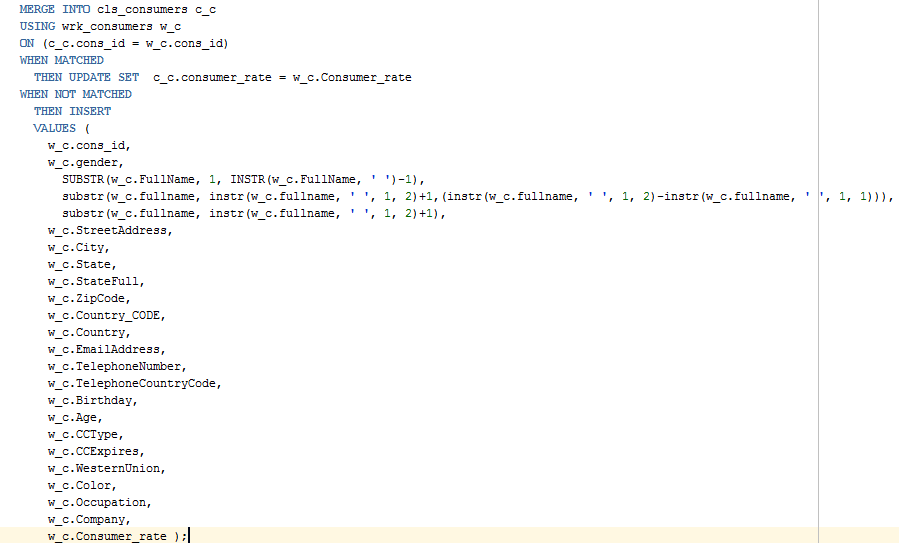 MERGE INTO cls_consumers c_c
USING wrk_consumers w_c
ON (c_c.cons_id = w_c.cons_id)
WHEN MATCHED
THEN UPDATE SET  c_c.consumer_rate = w_c.Consumer_rate
WHEN NOT MATCHED
THEN INSERT
VALUES (
w_c.cons_id,
w_c.gender,
SUBSTR(w_c.FullName, 1, INSTR(w_c.FullName, ' ')-1),
substr(w_c.fullname, instr(w_c.fullname, ' ', 1, 2)+1,(instr(w_c.fullname, ' ', 1, 2)-instr(w_c.fullname, ' ', 1, 1))),
substr(w_c.fullname, instr(w_c.fullname, ' ', 1, 2)+1),
w_c.StreetAddress,
w_c.City,
w_c.State,
w_c.StateFull,
w_c.ZipCode,
w_c.Country_CODE,
w_c.Country,
w_c.EmailAddress,
w_c.TelephoneNumber,
w_c.TelephoneCountryCode,
w_c.Birthday,
w_c.Age,
w_c.CCType,
w_c.CCExpires,
w_c.WesternUnion,
w_c.Color,
w_c.Occupation,
w_c.Company,
w_c.Consumer_rate );